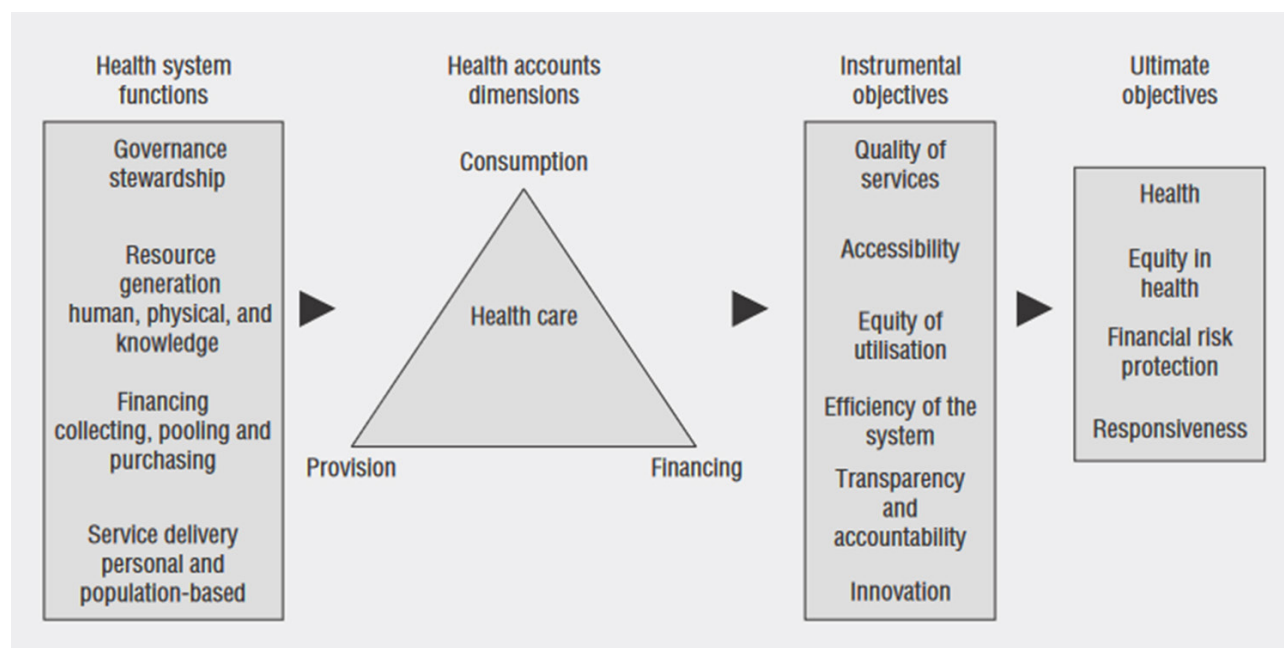 Health system
functions
Governance
stewardship
Resource
generation
human, physical, and
knowledge
Financing
collecting, pooling and
purchasing
Service delivery
personal and
population-based
Health accounts
dimensions
Consumption
Health care
Provision
Financing
Instrumental
objectives
Quality of
services
Accessibility
Equity of
utilisation
Efficiency of the
system
Transparency
and
accountability
Innovation
Ultimate
objectives
Health
Equity in
health
Financial risk
protection
Responsiveness